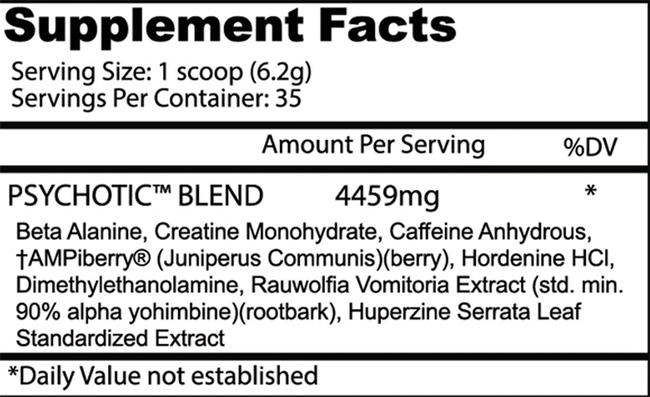 Supplement Facts
Serving Size: 1 scoop (6.2g)
Servings Per Container: 35
Amount Per Serving %DV
PSYCHOTIC™ BLEND 4459mg *
Beta Alanine, Creatine Monohydrate, Caffeine Anhydrous,
†AMPiberry® (Juniperus Communis)(berry), Hordenine HCl,
Dimethylethanolamine, Rauwolfia Vomitoria Extract (std. min.
90% alpha yohimbine)(rootbark), Huperzine Serrata Leaf
Standardized Extract
*Daily Value not established